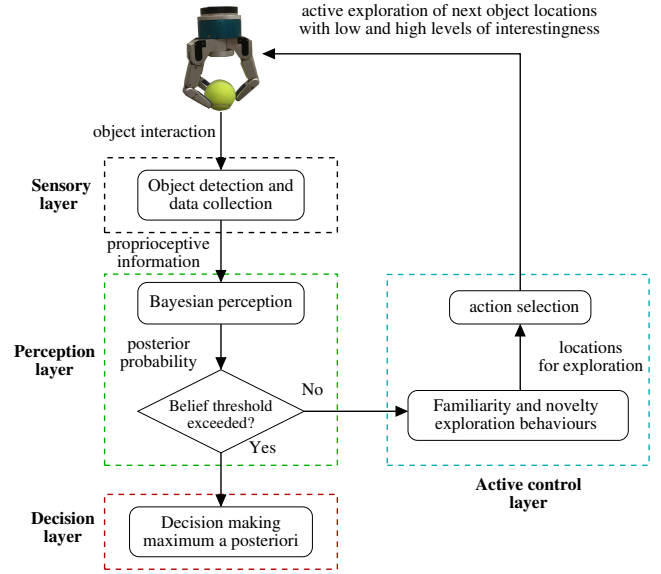 active exploration of next object locations
with low and high levels of interestingness
object interaction
Sensory
layer
Object detection and
data collection
proprioceptive
information
Perception
layer
Bayesian perception
posterior
probability
Belief threshold
exceeded?
No
Yes
action selection
locations
for exploration
Familiarity and novelty
exploration behaviours
Active control
layer
Decision
layer
Decision making
maximum a posteriori